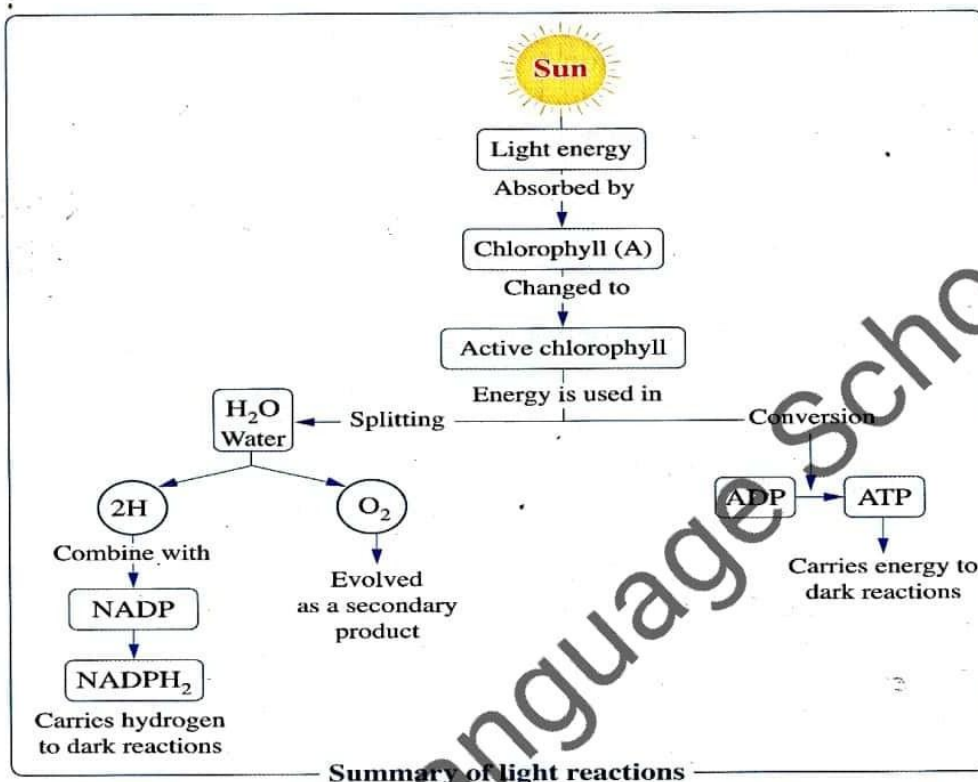 Sun
Light energy
Absorbed by
Chlorophyll (A)
Changed to
Active chlorophyll
Energy is used in
H₂O
Water
Splitting
Conversion
2H
O₂
ADP
ATP
Combine with
Evolved
as a secondary
product
Carries energy to
dark reactions
NADP
NADPH₂
Carries hydrogen
to dark reactions
Summary of light reactions
anguage Scho